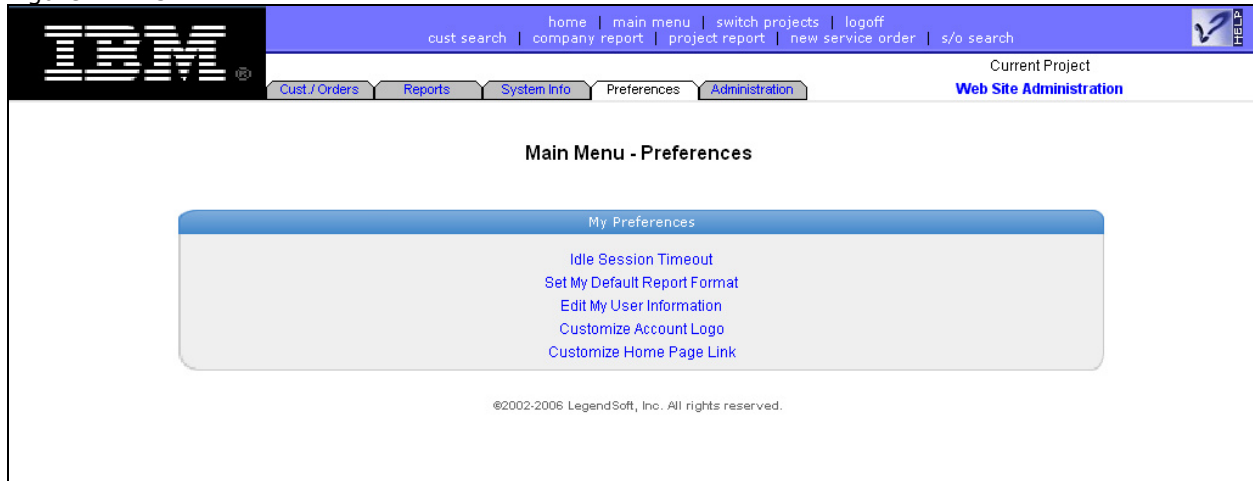 IBM®
home | main menu | switch projects | logoff
cust search | company report | project report | new service order | s/o search
HELP
Current Project
Web Site Administration
Cust./Orders
Reports
System Info
Preferences
Administration
Main Menu - Preferences
My Preferences
Idle Session Timeout
Set My Default Report Format
Edit My User Information
Customize Account Logo
Customize Home Page Link
©2002-2006 LegendSoft, Inc. All rights reserved.